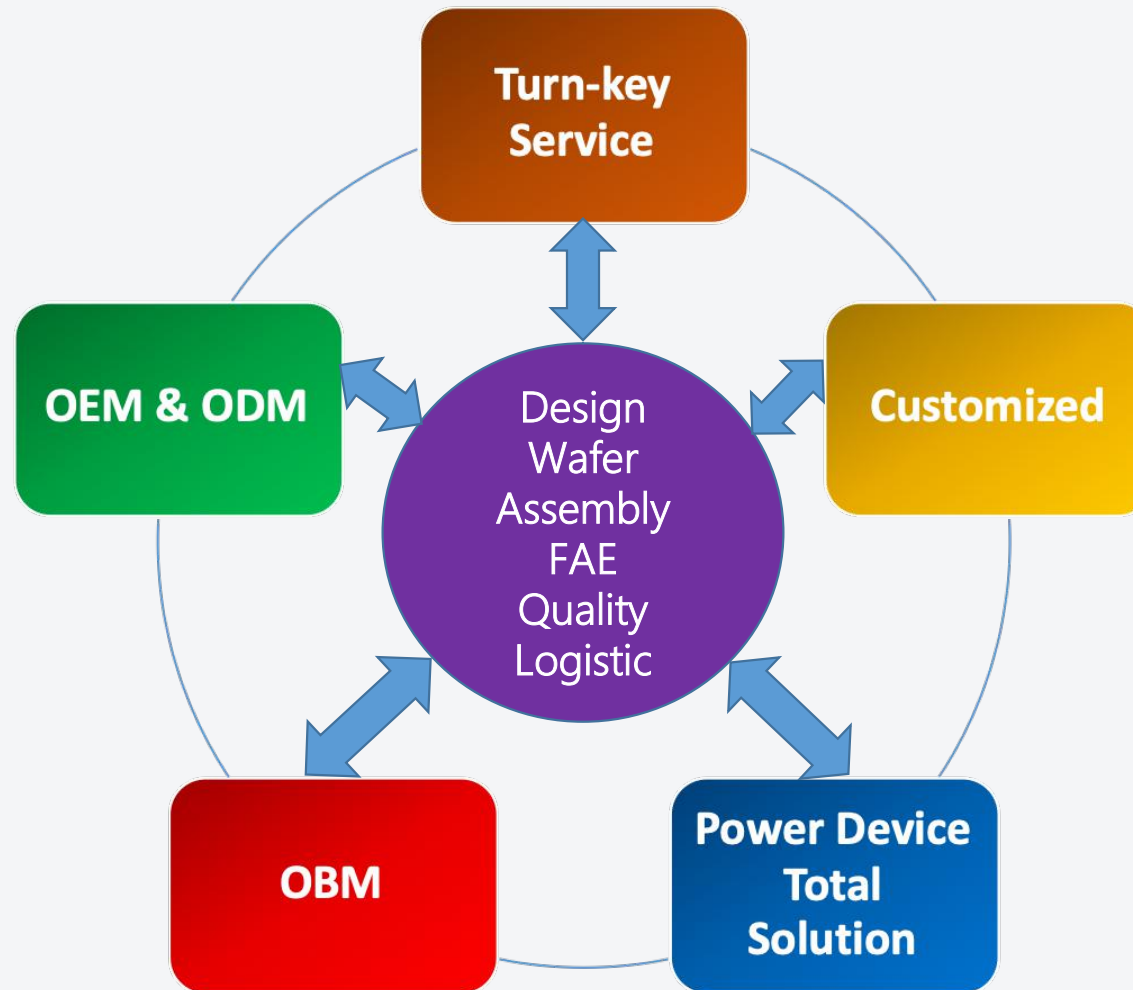 Turn-key
Service
OEM & ODM
Customized
Design
Wafer
Assembly
FAE
Quality
Logistic
OBM
Power Device
Total
Solution